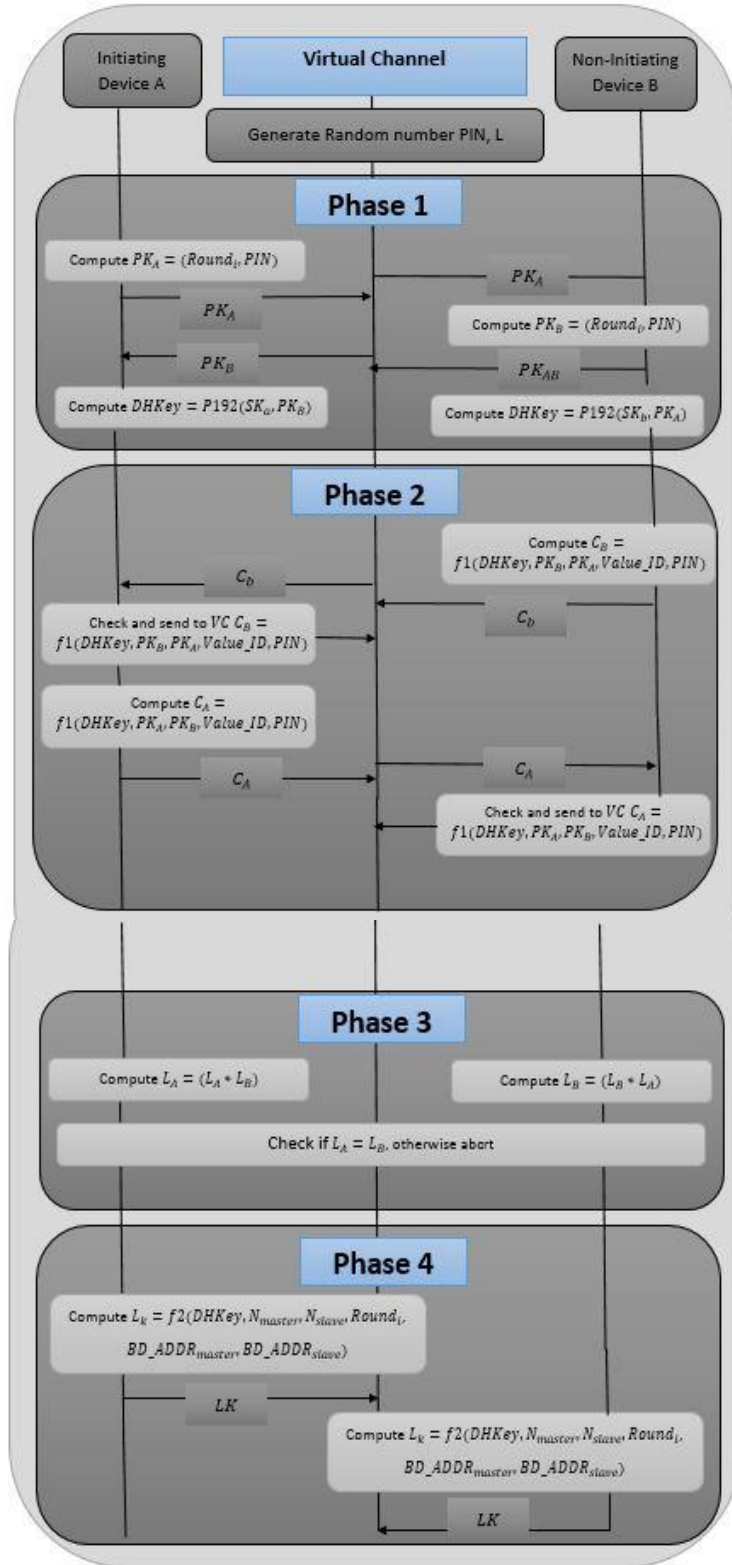 Initiating
Device A
Virtual Channel
Non-Initiating
Device B
Generate Random number PIN, L
Phase 1
Compute PK_A = (Round_i, PIN)
PK_A
PK_A
Compute PK_B = (Round_i, PIN)
PK_B
PK_AB
Compute DHKey = P192(SK_a, PK_B)
Compute DHKey = P192(SK_b, PK_A)
Phase 2
Compute C_B =
f1(DHKey, PK_B, PK_A, Value_ID, PIN)
C_b
C_b
Check and send to VC C_B =
f1(DHKey, PK_B, PK_A, Value_ID, PIN)
Compute C_A =
f1(DHKey, PK_A, PK_B, Value_ID, PIN)
C_A
C_A
Check and send to VC C_A =
f1(DHKey, PK_A, PK_B, Value_ID, PIN)
Phase 3
Compute L_A = (L_A * L_B)
Compute L_B = (L_B * L_A)
Check if L_A = L_B, otherwise abort
Phase 4
Compute L_k = f2(DHKey, N_master, N_slave, Round_i,
BD_ADDR_master, BD_ADDR_slave)
LK
Compute L_k = f2(DHKey, N_master, N_slave, Round_i,
BD_ADDR_master, BD_ADDR_slave)
LK